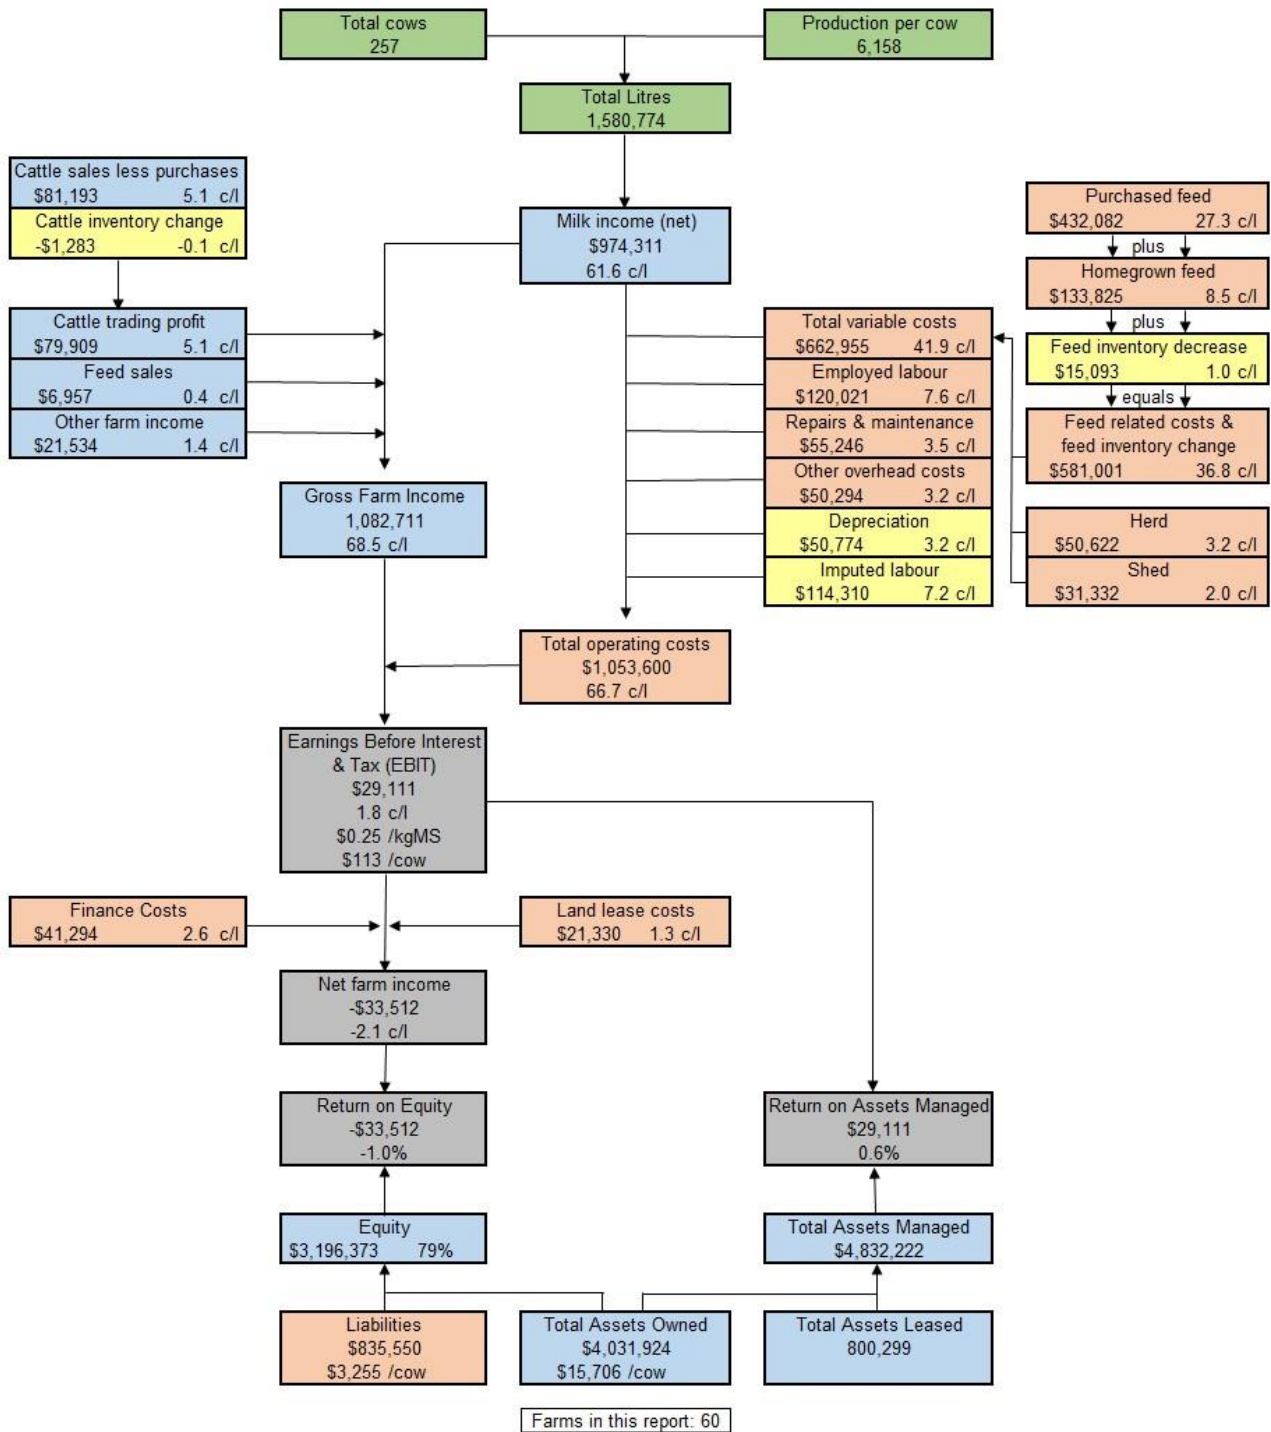 Total cows
257
Production per cow
6,158
Total Litres
1,580,774
Cattle sales less purchases
$81,193 5.1 c/l
Cattle inventory change
-$1,283 -0.1 c/l
Milk income (net)
$974,311
61.6 c/l
Purchased feed
$432,082 27.3 c/l
plus
Homegrown feed
$133,825 8.5 c/l
plus
Feed inventory decrease
$15,093 1.0 c/l
equals
Feed related costs &
feed inventory change
$581,001 36.8 c/l
Cattle trading profit
$79,909 5.1 c/l
Feed sales
$6,957 0.4 c/l
Other farm income
$21,534 1.4 c/l
Total variable costs
$662,955 41.9 c/l
Employed labour
$120,021 7.6 c/l
Repairs & maintenance
$55,246 3.5 c/l
Other overhead costs
$50,294 3.2 c/l
Depreciation
$50,774 3.2 c/l
Imputed labour
$114,310 7.2 c/l
Herd
$50,622 3.2 c/l
Shed
$31,332 2.0 c/l
Gross Farm Income
1,082,711
68.5 c/l
Total operating costs
$1,053,600
66.7 c/l
Earnings Before Interest
& Tax (EBIT)
$29,111
1.8 c/l
$0.25 /kgMS
$113 /cow
Finance Costs
$41,294 2.6 c/l
Land lease costs
$21,330 1.3 c/l
Net farm income
-$33,512
-2.1 c/l
Return on Equity
-$33,512
-1.0%
Return on Assets Managed
$29,111
0.6%
Equity
$3,196,373 79%
Total Assets Managed
$4,832,222
Liabilities
$835,550
$3,255 /cow
Total Assets Owned
$4,031,924
$15,706 /cow
Total Assets Leased
800,299
Farms in this report: 60